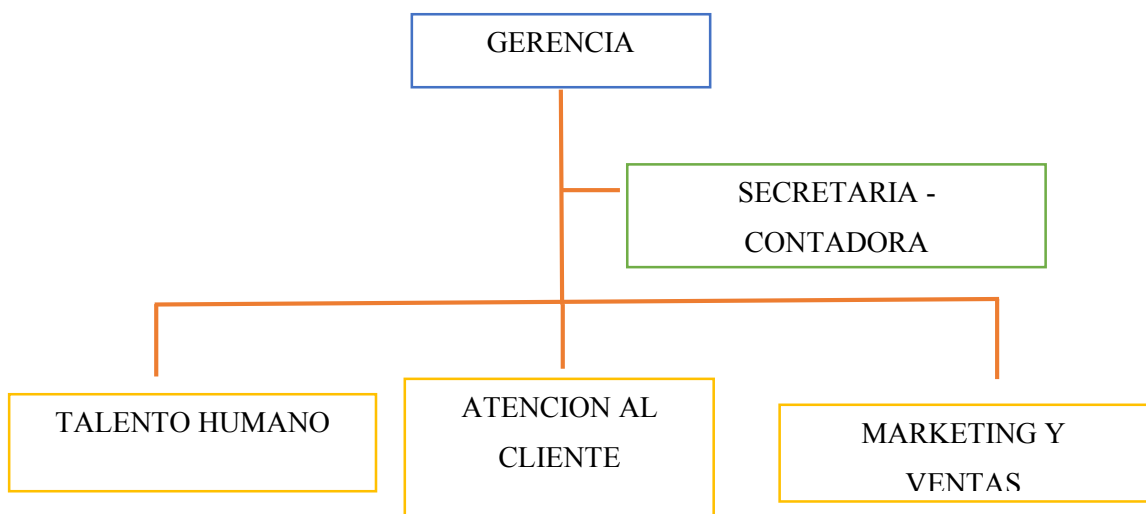 GERENCIA
SECRETARIA -
CONTADORA
TALENTO HUMANO
ATENCION AL
CLIENTE
MARKETING Y
VENTAS